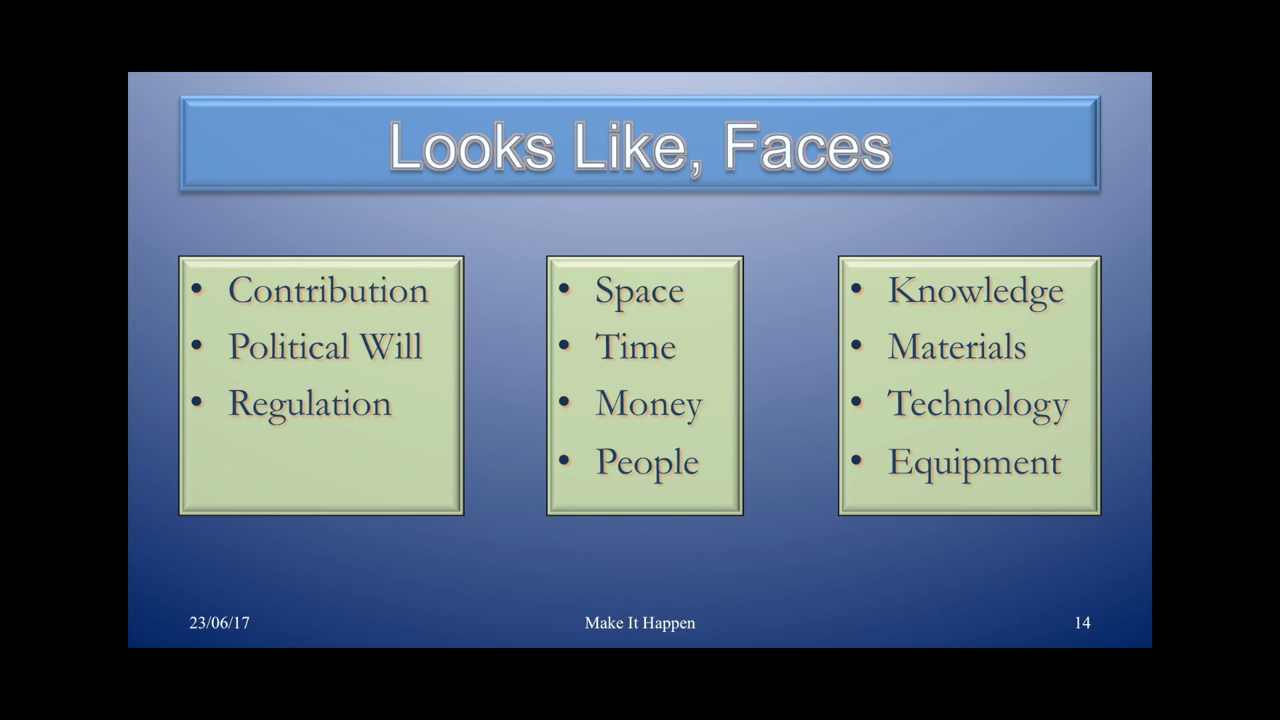 Looks Like, Faces
• Contribution
• Political Will
• Regulation
• Space
• Time
• Money
• People
• Knowledge
• Materials
• Technology
• Equipment
23/06/17
Make It Happen
14